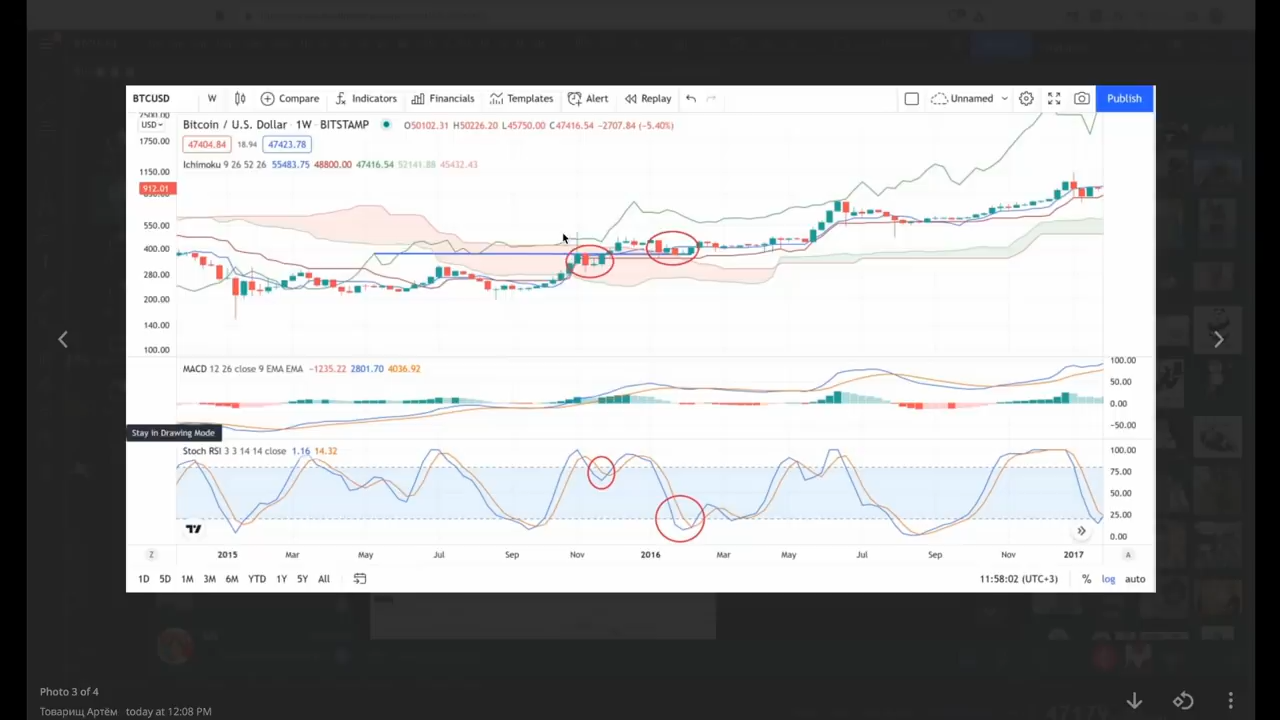 BTCUSD W Compare Indicators Financials Templates Alert Replay Unnamed Publish
2500.00
USD
Bitcoin / U.S. Dollar · 1W · BITSTAMP O50102.31 H50226.20 L45750.00 C47416.54 −2707.84 (−5.40%)
1750.00
47404.84 18.94 47423.78
Ichimoku 9 26 52 26 55483.75 48800.00 47416.54 52141.88 45432.43
1150.00
912.01
850.00
550.00
400.00
280.00
200.00
140.00
100.00
MACD 12 26 close 9 EMA EMA −1235.22 2801.70 4036.92
100.00
50.00
0.00
−50.00
Stay in Drawing Mode
Stoch RSI 3 3 14 14 close 1.16 14.32
100.00
75.00
50.00
25.00
0.00
Z 2015 Mar May Jul Sep Nov 2016 Mar May Jul Sep Nov 2017 A
1D 5D 1M 3M 6M YTD 1Y 5Y All 11:58:02 (UTC+3) % log auto
Photo 3 of 4
Товарищ Артём today at 12:08 PM